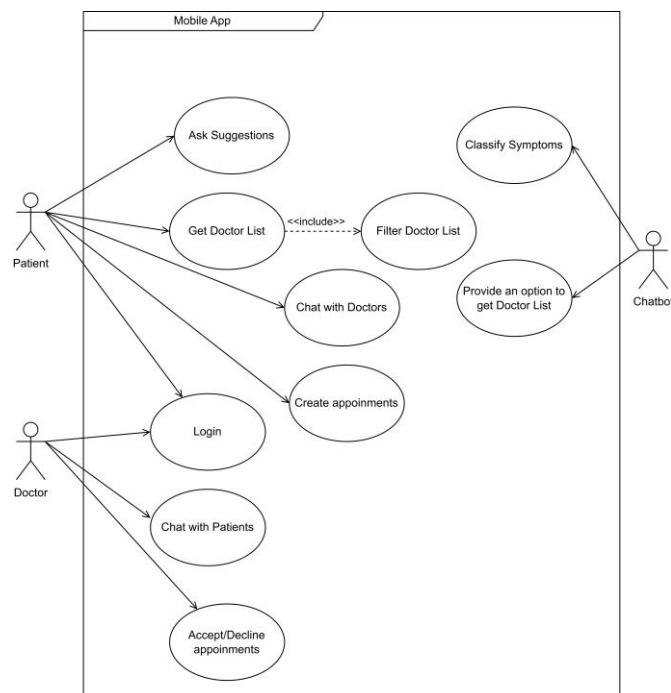 Mobile App
Ask Suggestions
Classify Symptoms
Patient
Get Doctor List
<<include>>
Filter Doctor List
Chat with Doctors
Provide an option to
get Doctor List
Chatbot
Create appoinments
Login
Doctor
Chat with Patients
Accept/Decline
appoinments